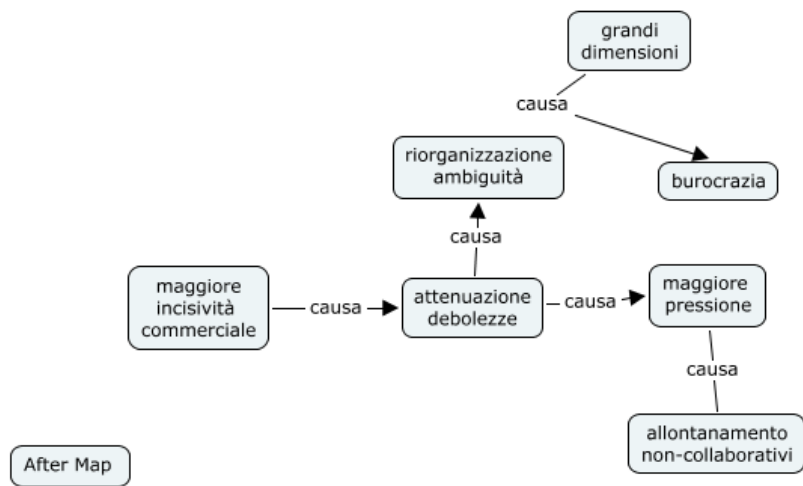 grandi
dimensioni
causa
riorganizzazione
ambiguità
burocrazia
causa
maggiore
incisività
commerciale
causa
attenuazione
debolezze
causa
maggiore
pressione
causa
allontanamento
non-collaborativi
After Map